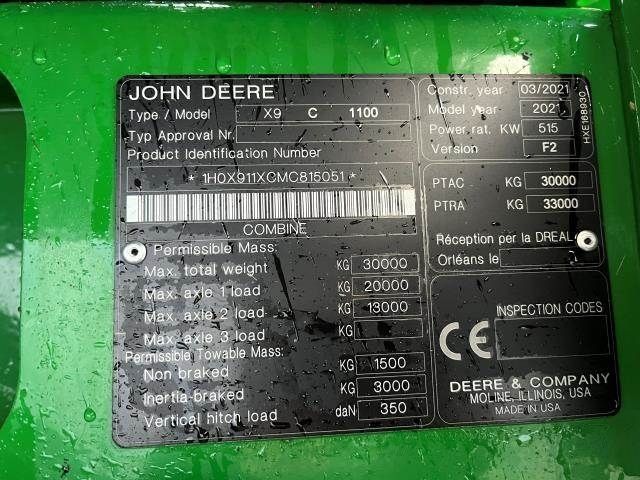 JOHN DEERE
Type / Model X9 C 1100
Typ Approval Nr.
Product Identification Number
* 1H0X911XCMC815051 *
COMBINE
Permissible Mass:
Max. total weight KG 30000
Max. axle 1 load KG 20000
Max. axle 2 load KG 13000
Max. axle 3 load KG
Permissible Towable Mass:
Non braked KG 1500
Inertia-braked KG 3000
Vertical hitch load daN 350
Constr. year 03/2021
Model year 2021
Power rat. KW 515
Version F2
HXE168930
PTAC KG 30000
PTRA KG 33000
Réception per la DREAL
Orléans le
INSPECTION CODES
CE
DEERE & COMPANY
MOLINE, ILLINOIS, USA
MADE IN USA